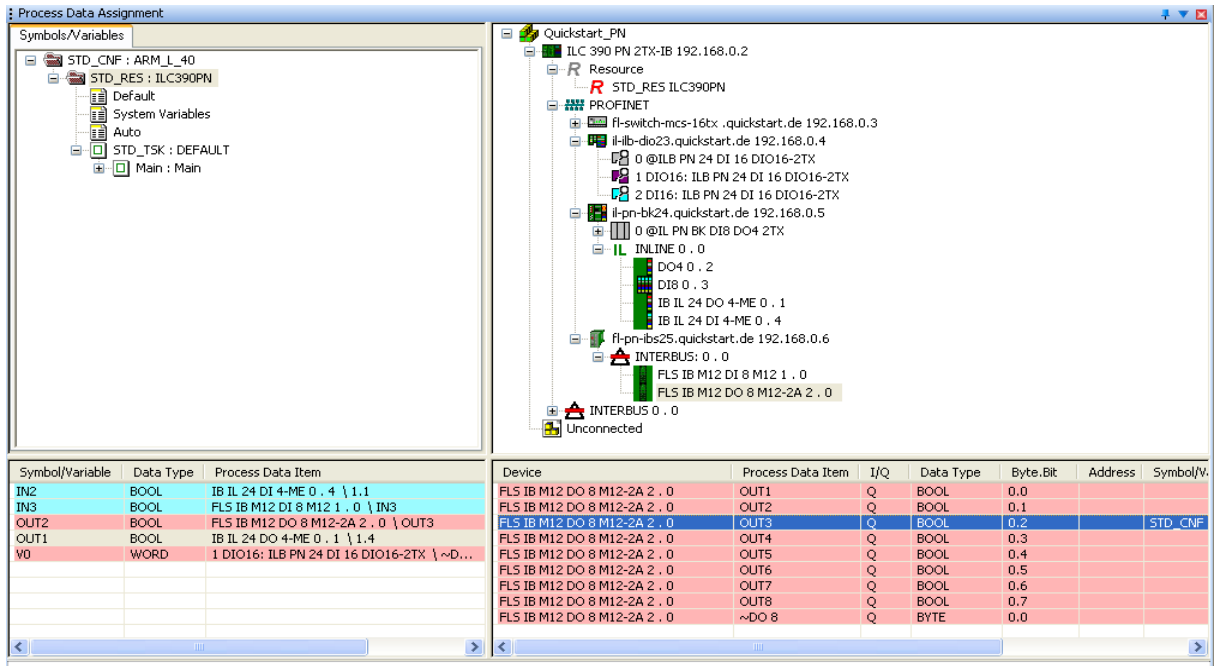 Process Data Assignment
Symbols/Variables
STD_CNF : ARM_L_40
STD_RES : ILC390PN
Default
System Variables
Auto
STD_TSK : DEFAULT
Main : Main
Quickstart_PN
ILC 390 PN 2TX-IB 192.168.0.2
R Resource
R STD_RES ILC390PN
PROFINET
fl-switch-mcs-16tx .quickstart.de 192.168.0.3
il-ilb-dio23.quickstart.de 192.168.0.4
0 @ILB PN 24 DI 16 DIO16-2TX
1 DIO16: ILB PN 24 DI 16 DIO16-2TX
2 DI16: ILB PN 24 DI 16 DIO16-2TX
il-pn-bk24.quickstart.de 192.168.0.5
0 @IL PN BK DI8 DO4 2TX
IL INLINE 0 . 0
DO4 0 . 2
DI8 0 . 3
IB IL 24 DO 4-ME 0 . 1
IB IL 24 DI 4-ME 0 . 4
fl-pn-ibs25.quickstart.de 192.168.0.6
INTERBUS: 0 . 0
FLS IB M12 DI 8 M12 1 . 0
FLS IB M12 DO 8 M12-2A 2 . 0
INTERBUS 0 . 0
Unconnected
Symbol/Variable Data Type Process Data Item
IN2 BOOL IB IL 24 DI 4-ME 0 . 4 \ 1.1
IN3 BOOL FLS IB M12 DI 8 M12 1 . 0 \ IN3
OUT2 BOOL FLS IB M12 DO 8 M12-2A 2 . 0 \ OUT3
OUT1 BOOL IB IL 24 DO 4-ME 0 . 1 \ 1.4
V0 WORD 1 DIO16: ILB PN 24 DI 16 DIO16-2TX \ ~D...
Device Process Data Item I/Q Data Type Byte.Bit Address Symbol/V.
FLS IB M12 DO 8 M12-2A 2 . 0 OUT1 Q BOOL 0.0
FLS IB M12 DO 8 M12-2A 2 . 0 OUT2 Q BOOL 0.1
FLS IB M12 DO 8 M12-2A 2 . 0 OUT3 Q BOOL 0.2 STD_CNF
FLS IB M12 DO 8 M12-2A 2 . 0 OUT4 Q BOOL 0.3
FLS IB M12 DO 8 M12-2A 2 . 0 OUT5 Q BOOL 0.4
FLS IB M12 DO 8 M12-2A 2 . 0 OUT6 Q BOOL 0.5
FLS IB M12 DO 8 M12-2A 2 . 0 OUT7 Q BOOL 0.6
FLS IB M12 DO 8 M12-2A 2 . 0 OUT8 Q BOOL 0.7
FLS IB M12 DO 8 M12-2A 2 . 0 ~DO 8 Q BYTE 0.0